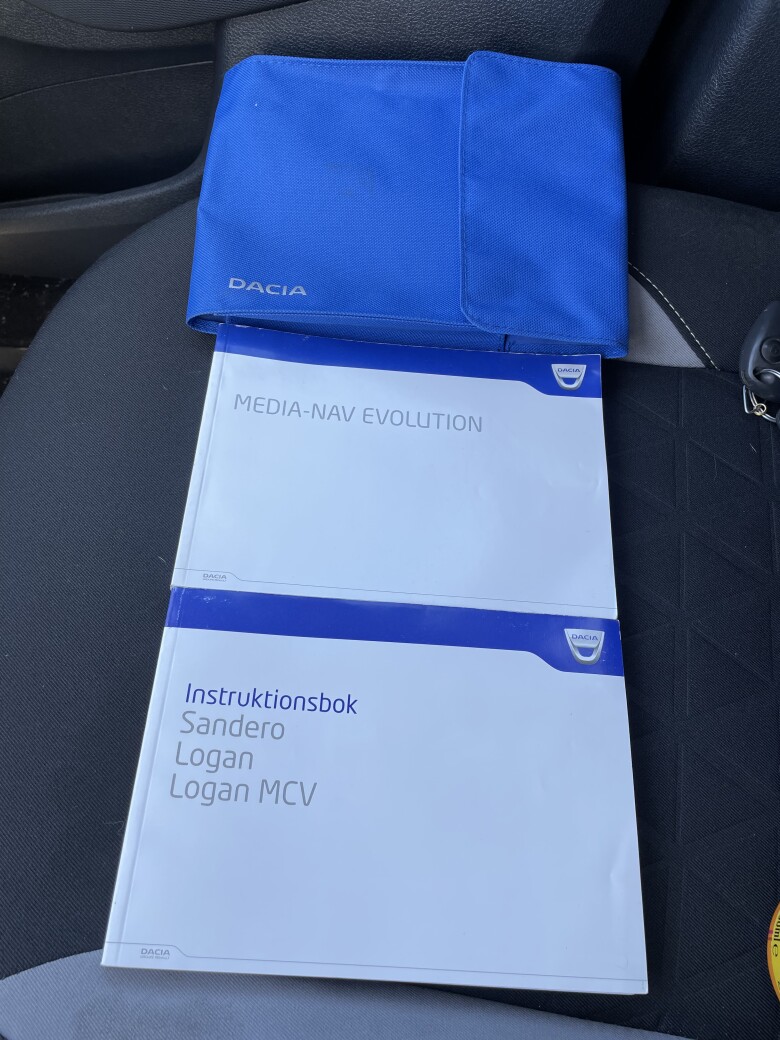 DACIA
DACIA
MEDIA-NAV EVOLUTION
DACIA
DACIA
Instruktionsbok
Sandero
Logan
Logan MCV
DACIA